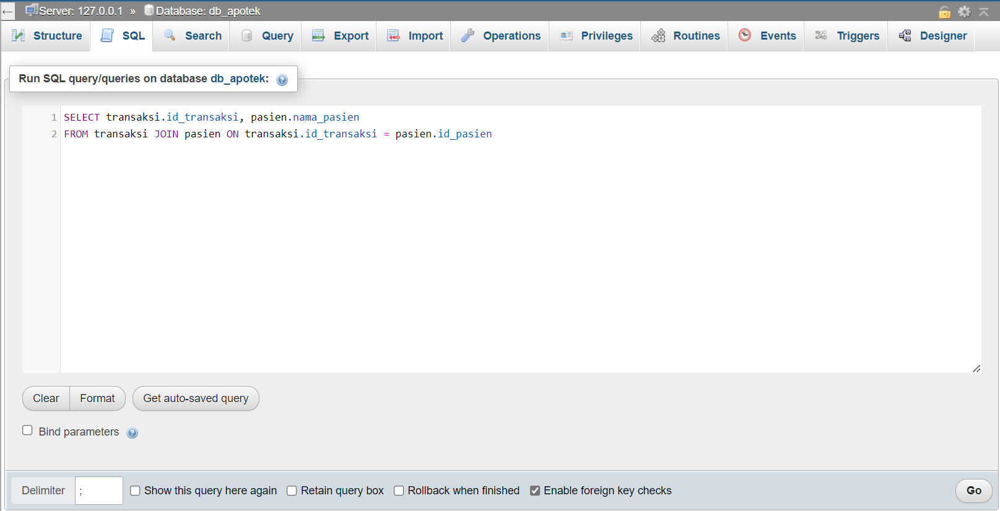 ← Server: 127.0.0.1 » Database: db_apotek
Structure SQL Search Query Export Import Operations Privileges Routines Events Triggers Designer
Run SQL query/queries on database db_apotek:
1 SELECT transaksi.id_transaksi, pasien.nama_pasien
2 FROM transaksi JOIN pasien ON transaksi.id_transaksi = pasien.id_pasien
Clear Format Get auto-saved query
Bind parameters
Delimiter ; Show this query here again Retain query box Rollback when finished Enable foreign key checks Go